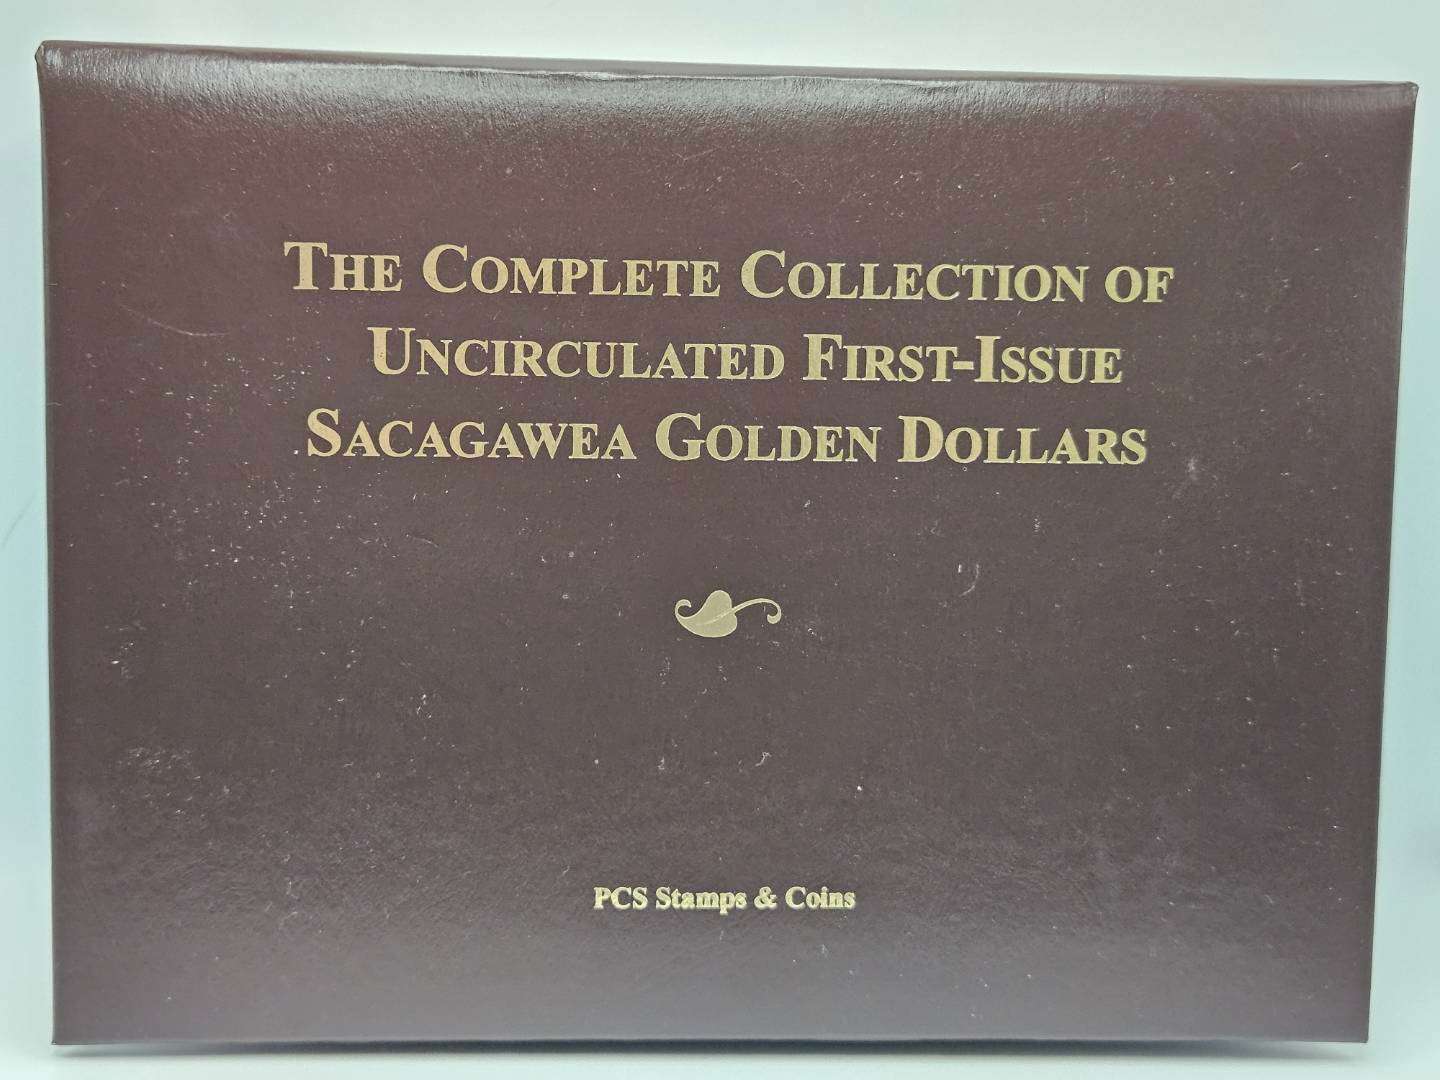 THE COMPLETE COLLECTION OF
UNCIRCULATED FIRST-ISSUE
SACAGAWEA GOLDEN DOLLARS
PCS Stamps & Coins